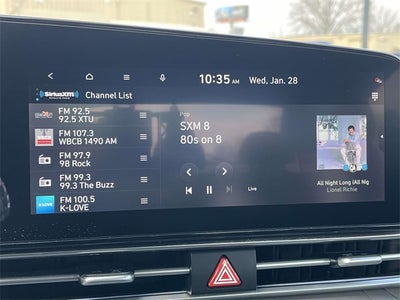 10:35 AM Wed, Jan. 28
SiriusXM
Channel List
FM 92.5
92.5 XTU
FM 107.3
WBCB 1490 AM
FM 97.9
98 Rock
FM 99.3
99.3 The Buzz
K-LOVE
FM 100.5
K-LOVE
Pop
SXM 8
80s on 8
Live
All Night Long (All Nig
Lionel Richie